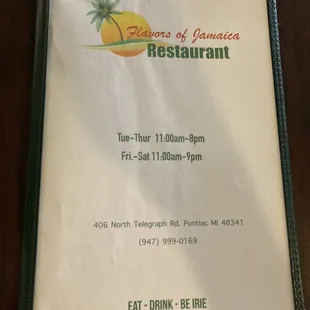 Flavors of Jamaica
Restaurant
Tue-Thur 11:00am-8pm
Fri.-Sat 11:00am-9pm
406 North Telegraph Rd. Pontiac MI 48341
(947) 999-0169
EAT - DRINK - BE IRIE